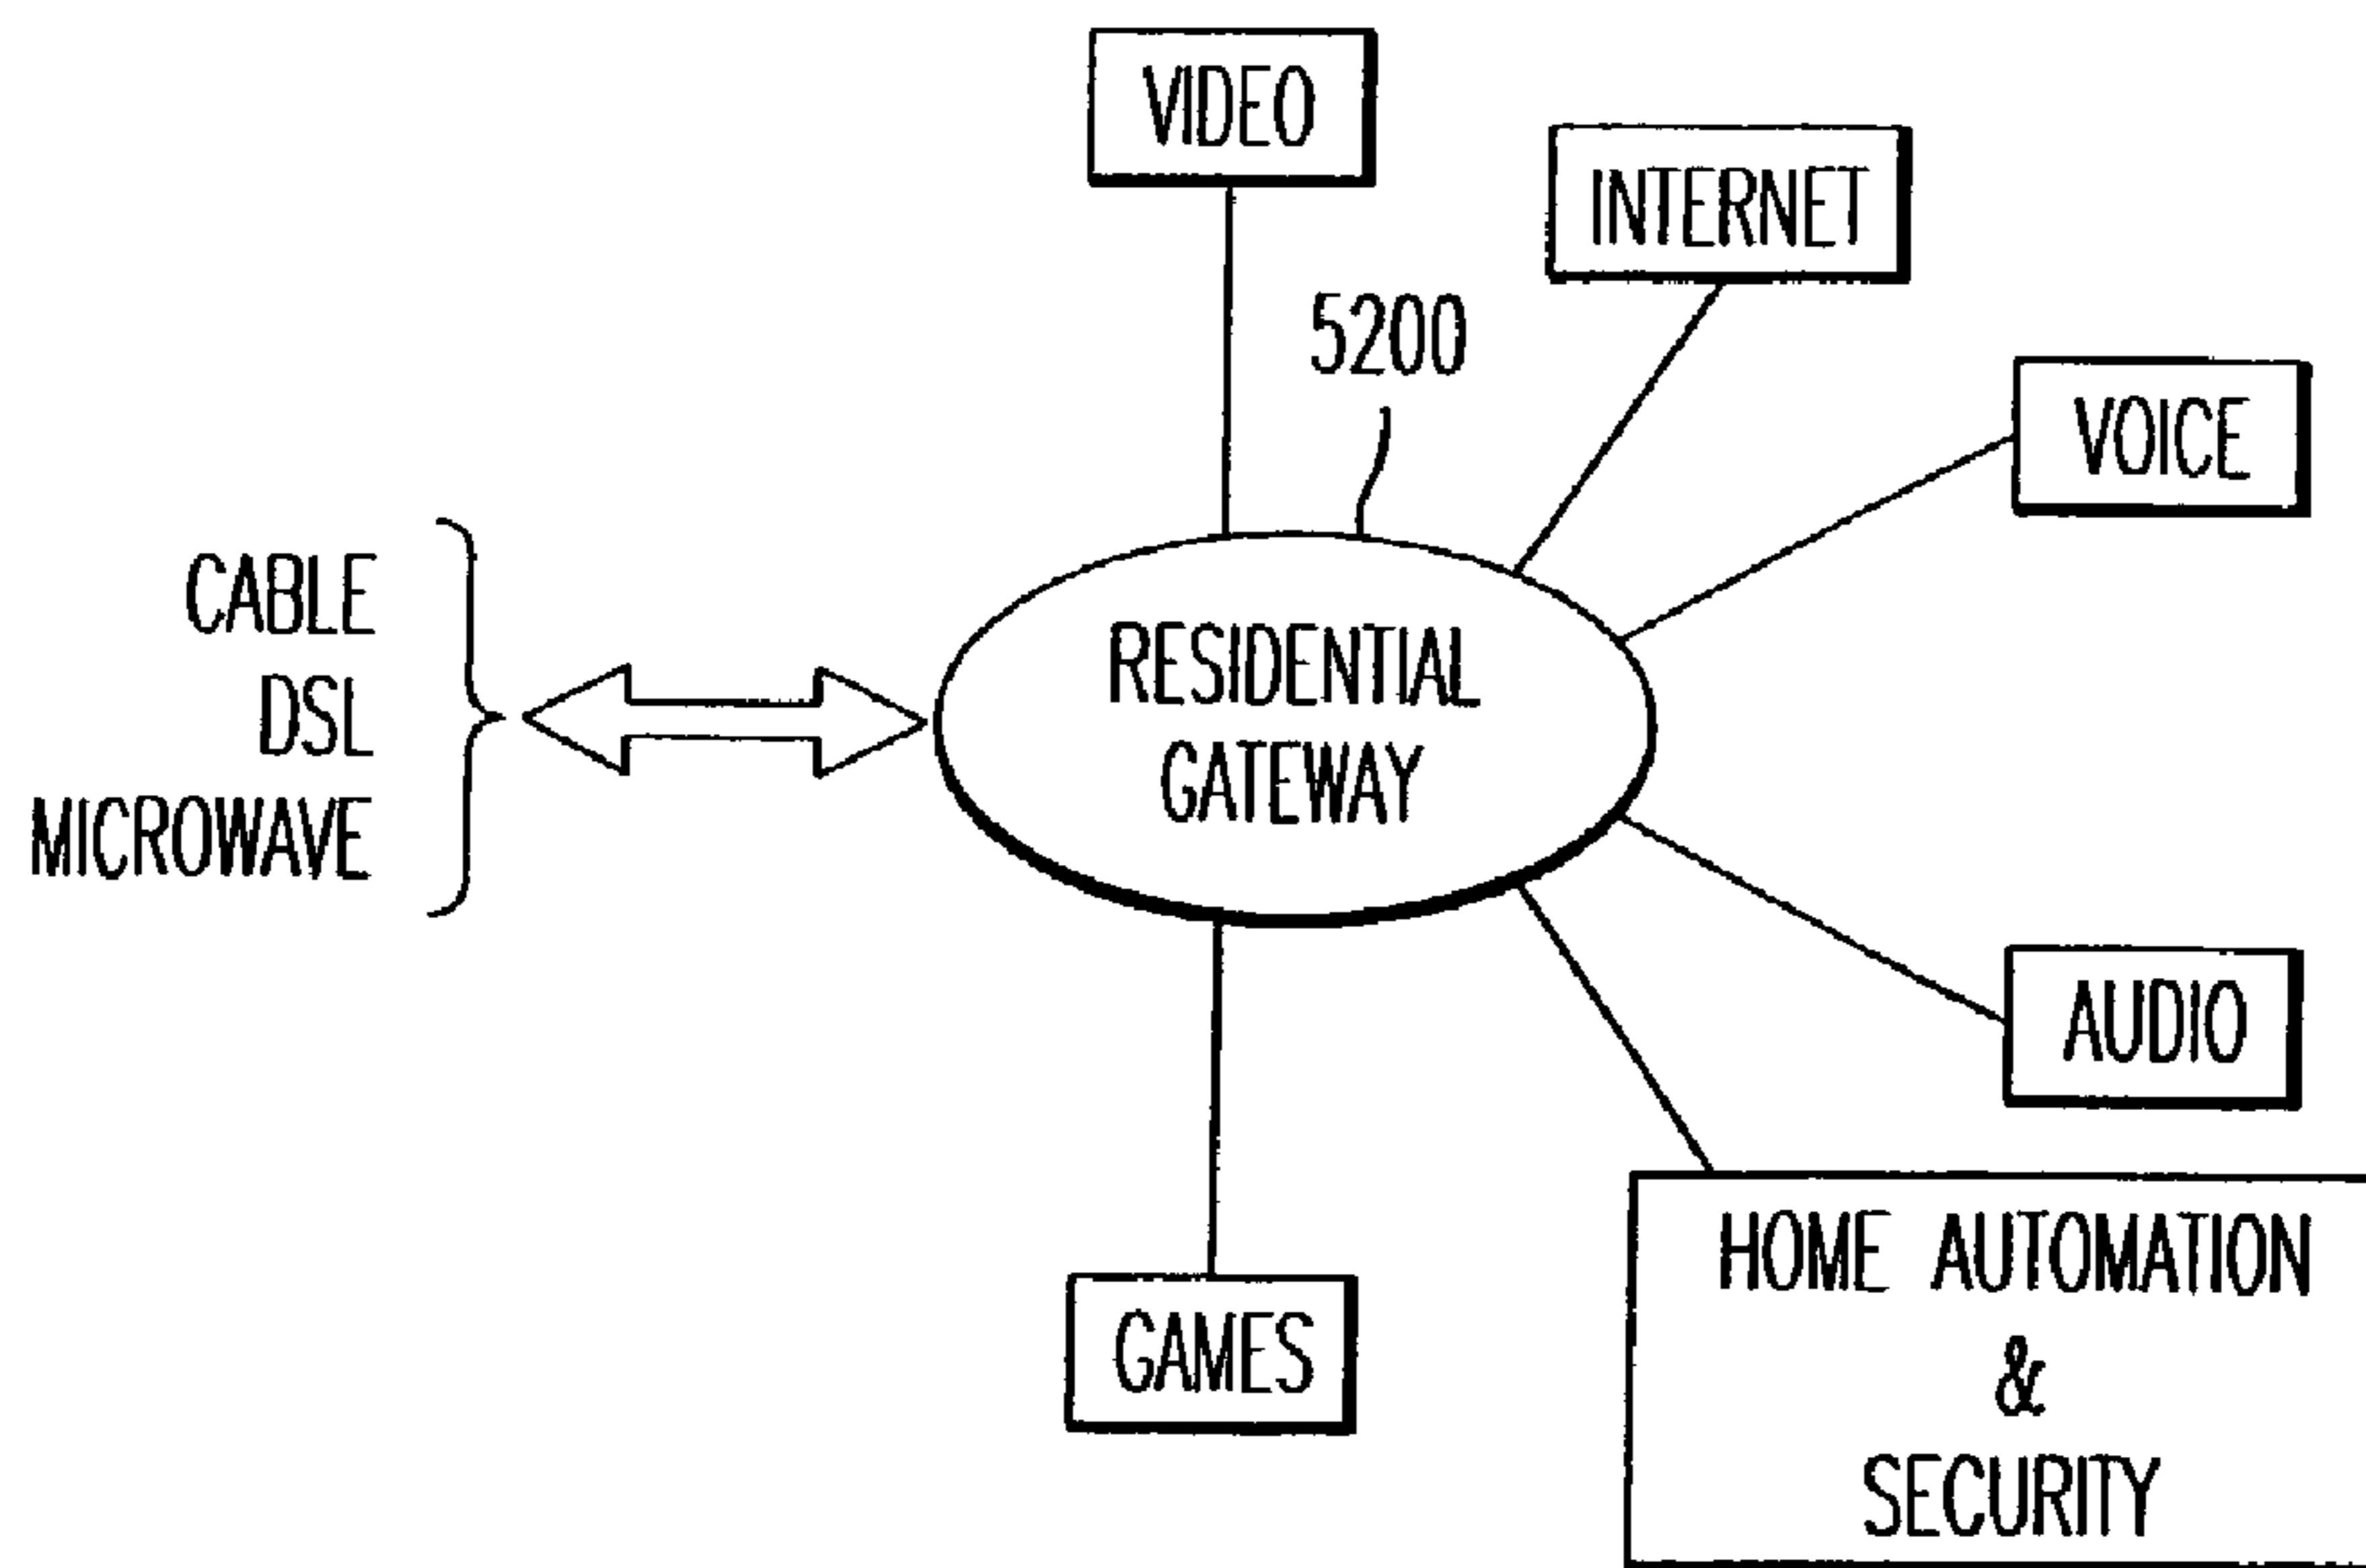 VIDEO
INTERNET
5200
VOICE
CABLE
DSL
MICROWAVE
RESIDENTIAL
GATEWAY
AUDIO
HOME AUTOMATION
&
SECURITY
GAMES